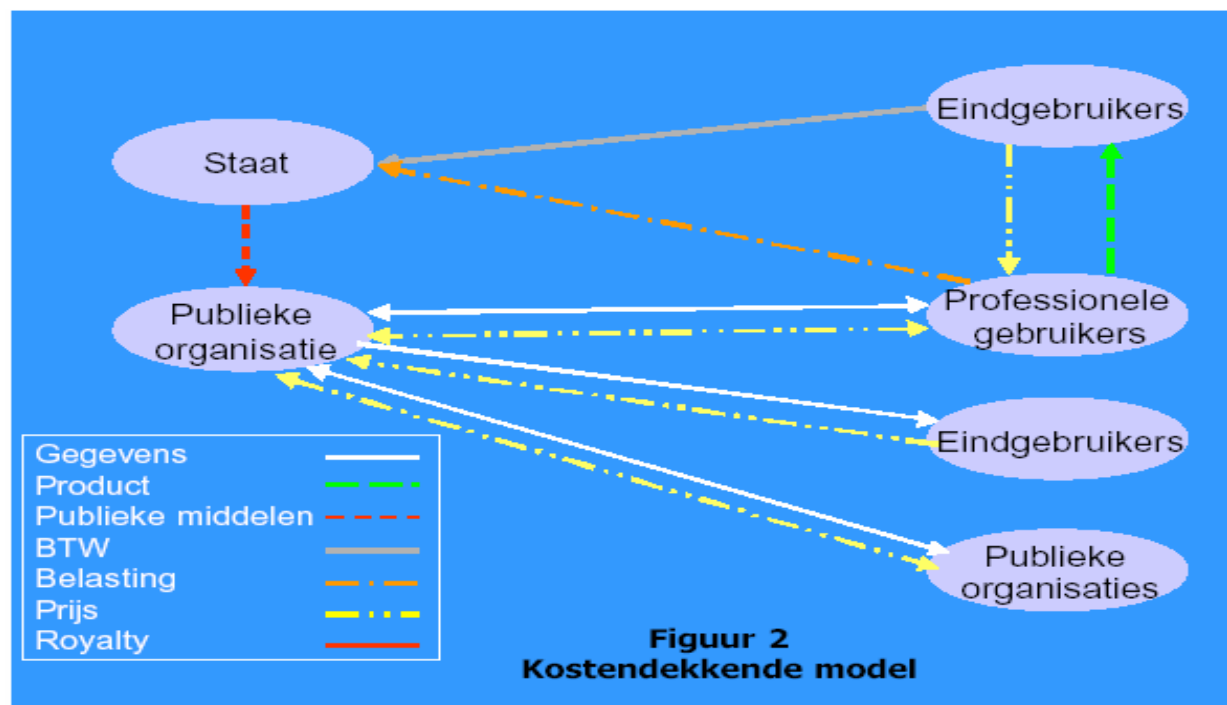 Eindgebruikers
Staat
Professionele
gebruikers
Publieke
organisatie
Eindgebruikers
Publieke
organisaties
Gegevens
Product
Publieke middelen
BTW
Belasting
Prijs
Royalty
Figuur 2
Kostendekkende model